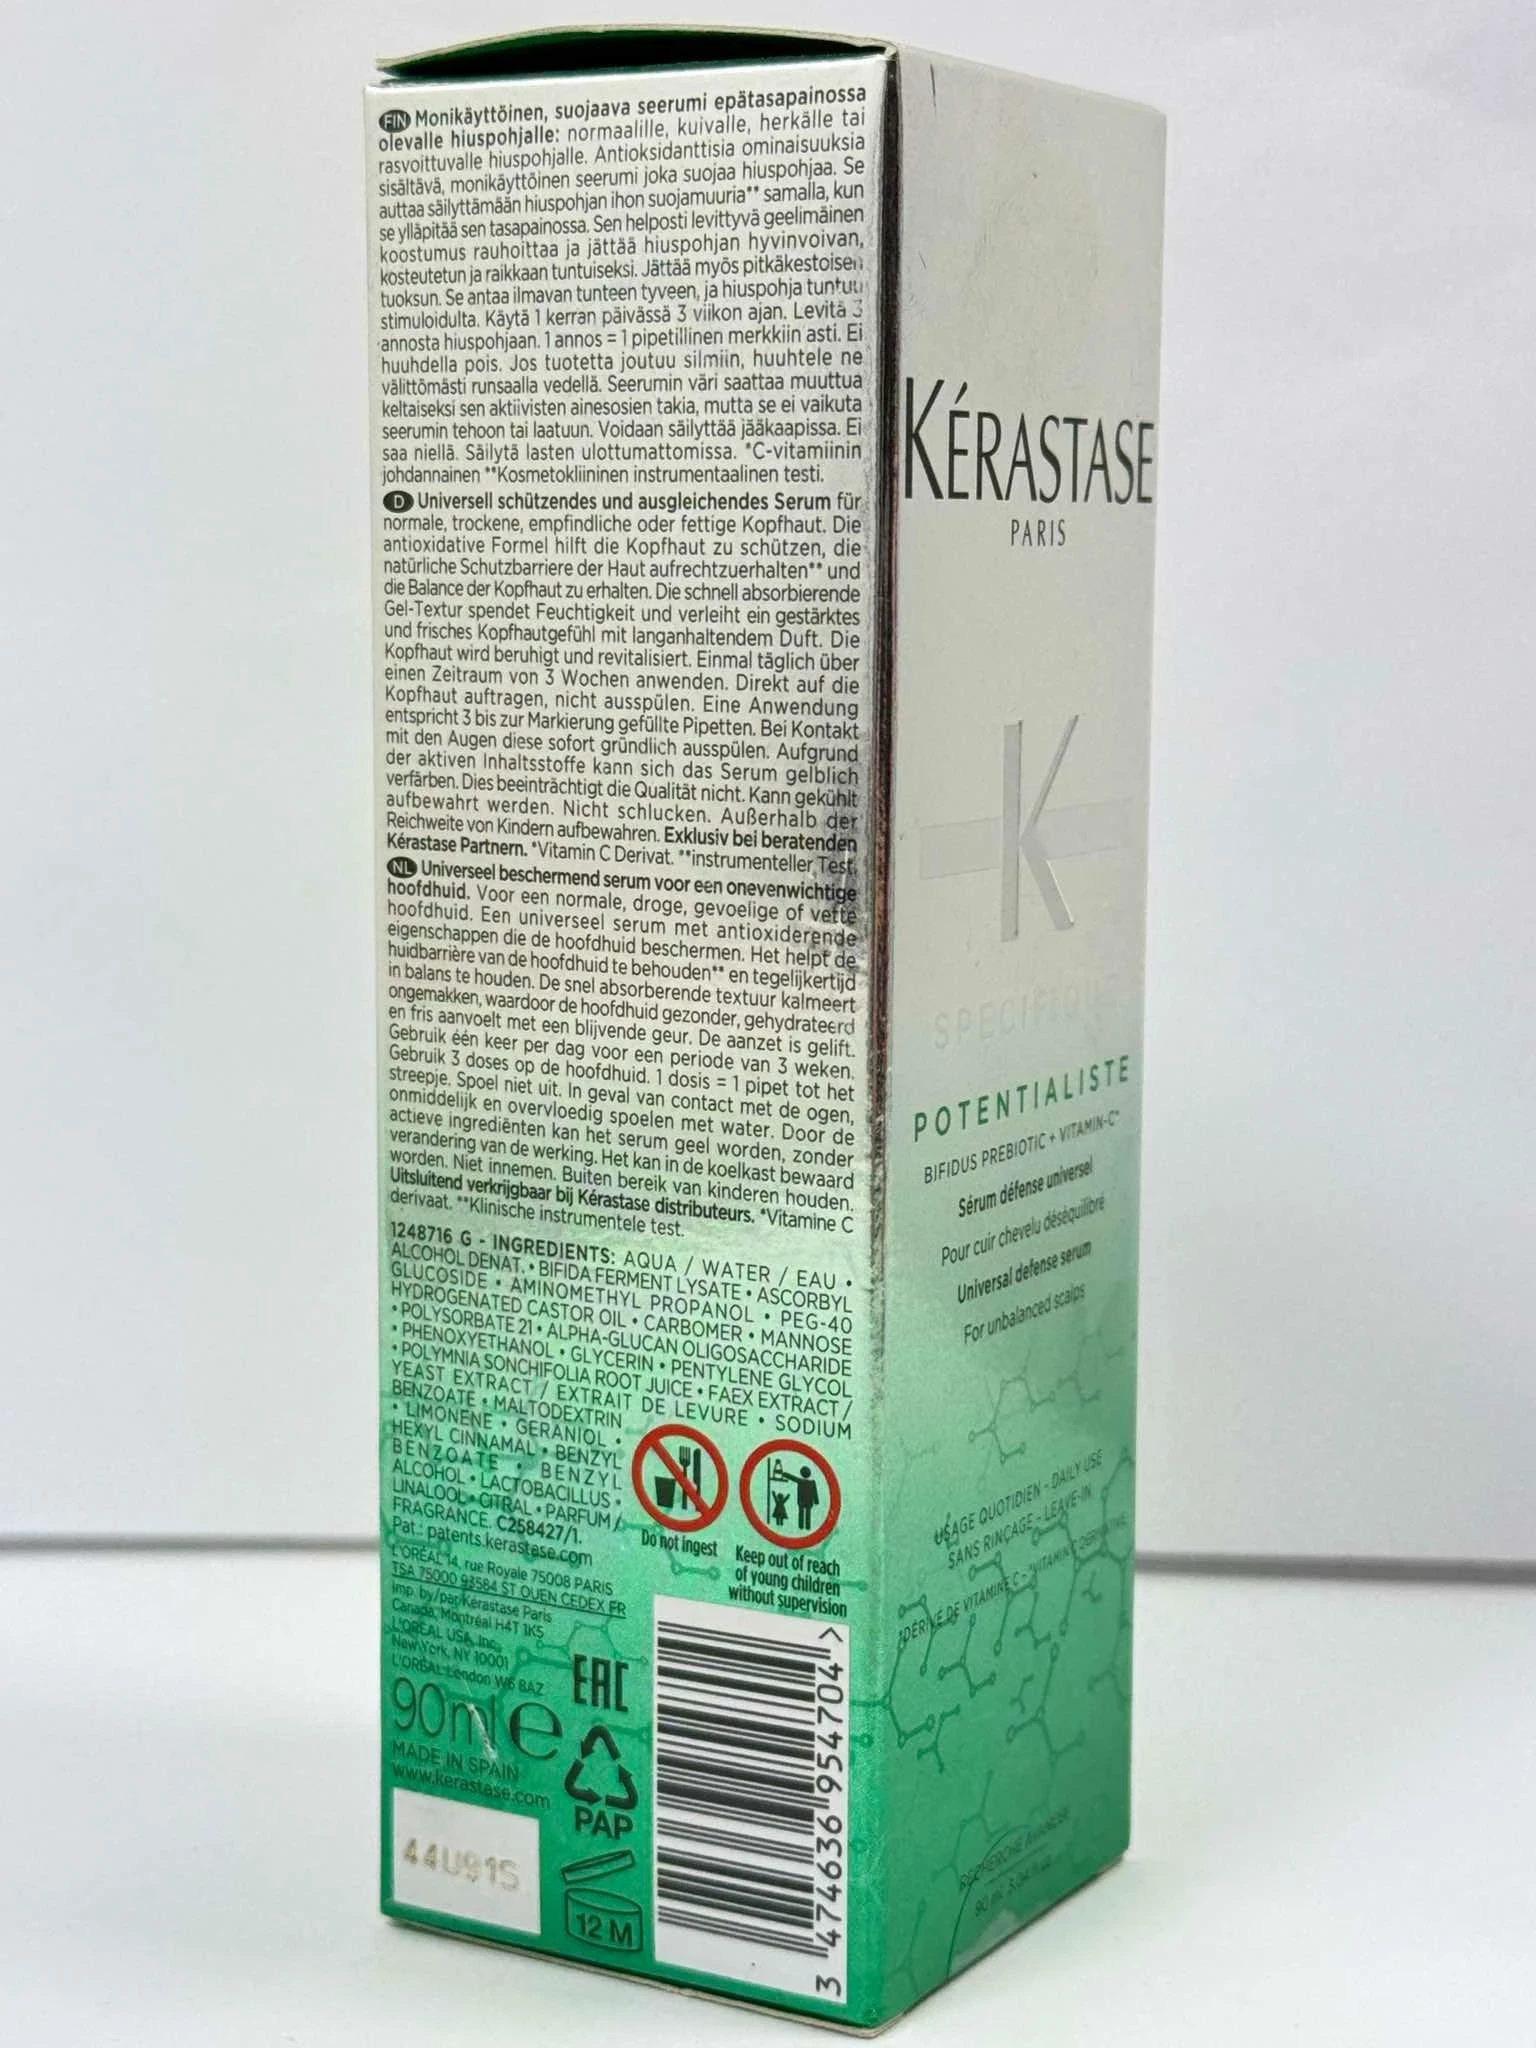 FIN Monikäyttöinen, suojaava seerumi epätasapainossa
olevalle hiuspohjalle: normaalille, kuivalle, herkälle tai
rasvoittuvalle hiuspohjalle. Antioksidanttisia ominaisuuksia
sisältävä, monikäyttöinen seerumi joka suojaa hiuspohjaa. Se
auttaa säilyttämään hiuspohjan ihon suojamuuria** samalla, kun
se ylläpitää sen tasapainossa. Sen helposti levittyvä geelimäinen
koostumus rauhoittaa ja jättää hiuspohjan hyvinvoivan,
kosteutetun ja raikkaan tuntuiseksi. Jättää myös pitkäkestoisen
tuoksun. Se antaa ilmavan tunteen tyveen, ja hiuspohja tuntuu
stimuloidulta. Käytä 1 kerran päivässä 3 viikon ajan. Levitä 3
annosta hiuspohjaan. 1 annos = 1 pipetillinen merkkiin asti. Ei
huuhdella pois. Jos tuotetta joutuu silmiin, huuhtele ne
välittömästi runsaalla vedellä. Seerumin väri saattaa muuttua
keltaiseksi sen aktiivisten ainesosien takia, mutta se ei vaikuta
seerumin tehoon tai laatuun. Voidaan säilyttää jääkaapissa. Ei
saa niellä. Säilytä lasten ulottumattomissa. *C-vitamiinin
johdannainen **Kosmetokliininen instrumentaalinen testi.
D Universell schützendes und ausgleichendes Serum für
normale, trockene, empfindliche oder fettige Kopfhaut. Die
antioxidative Formel hilft die Kopfhaut zu schützen, die
natürliche Schutzbarriere der Haut aufrechtzuerhalten** und
die Balance der Kopfhaut zu erhalten. Die schnell absorbierende
Gel-Textur spendet Feuchtigkeit und verleiht ein gestärktes
und frisches Kopfhautgefühl mit langanhaltendem Duft. Die
Kopfhaut wird beruhigt und revitalisiert. Einmal täglich über
einen Zeitraum von 3 Wochen anwenden. Direkt auf die
Kopfhaut auftragen, nicht ausspülen. Eine Anwendung
entspricht 3 bis zur Markierung gefüllte Pipetten. Bei Kontakt
mit den Augen diese sofort gründlich ausspülen. Aufgrund
der aktiven Inhaltsstoffe kann sich das Serum gelblich
verfärben. Dies beeinträchtigt die Qualität nicht. Kann gekühlt
aufbewahrt werden. Nicht schlucken. Außerhalb der
Reichweite von Kindern aufbewahren. Exklusiv bei beratenden
Kérastase Partnern. *Vitamin C Derivat. **instrumenteller Test.
NL Universeel beschermend serum voor een onevenwichtige
hoofdhuid. Voor een normale, droge, gevoelige of vette
hoofdhuid. Een universeel serum met antioxiderende
eigenschappen die de hoofdhuid beschermen. Het helpt de
huidbarrière van de hoofdhuid te behouden** en tegelijkertijd
in balans te houden. De snel absorberende textuur kalmeert
ongemakken, waardoor de hoofdhuid gezonder, gehydrateerd
en fris aanvoelt met een blijvende geur. De aanzet is gelift.
Gebruik één keer per dag voor een periode van 3 weken.
Gebruik 3 doses op de hoofdhuid. 1 dosis = 1 pipet tot het
streepje. Spoel niet uit. In geval van contact met de ogen,
onmiddelijk en overvloedig spoelen met water. Door de
actieve ingrediënten kan het serum geel worden, zonder
verandering van de werking. Het kan in de koelkast bewaard
worden. Niet innemen. Buiten bereik van kinderen houden.
Uitsluitend verkrijgbaar bij Kérastase distributeurs. *Vitamine C
derivaat. **Klinische instrumentele test.
1248716 G - INGREDIENTS: AQUA / WATER / EAU •
ALCOHOL DENAT. • BIFIDA FERMENT LYSATE • ASCORBYL
GLUCOSIDE • AMINOMETHYL PROPANOL • PEG-40
HYDROGENATED CASTOR OIL • CARBOMER • MANNOSE
• POLYSORBATE 21 • ALPHA-GLUCAN OLIGOSACCHARIDE
• PHENOXYETHANOL • GLYCERIN • PENTYLENE GLYCOL
• POLYMNIA SONCHIFOLIA ROOT JUICE • FAEX EXTRACT /
YEAST EXTRACT / EXTRAIT DE LEVURE • SODIUM
BENZOATE • MALTODEXTRIN
• LIMONENE • GERANIOL •
HEXYL CINNAMAL • BENZYL
BENZOATE • BENZYL
ALCOHOL • LACTOBACILLUS •
LINALOOL • CITRAL • PARFUM /
FRAGRANCE. C258427/1.
Pat.: patents.kerastase.com
L'ORÉAL 14, rue Royale 75008 PARIS
TSA 75000 93584 ST OUEN CEDEX FR
Imp. by/par Kérastase Paris
Canada, Montréal H4T 1K5
L'ORÉAL USA, Inc.
New York, NY 10001
L'ORÉAL London W6 8AZ
90ml e
MADE IN SPAIN
www.kerastase.com
44U91S
Do not ingest
Keep out of reach
of young children
without supervision
EAC
PAP
12 M
3 474636 954704 >
KÉRASTASE
PARIS
K
SPECIFIQUE
POTENTIALISTE
BIFIDUS PREBIOTIC + VITAMIN-C*
Sérum défense universel
Pour cuir chevelu déséquilibré
Universal defense serum
For unbalanced scalps
USAGE QUOTIDIEN - DAILY USE
SANS RINÇAGE - LEAVE-IN
*DÉRIVÉ DE VITAMINE C - *VITAMIN C DERIVATIVE
RECHERCHE AVANCÉE
90 ml